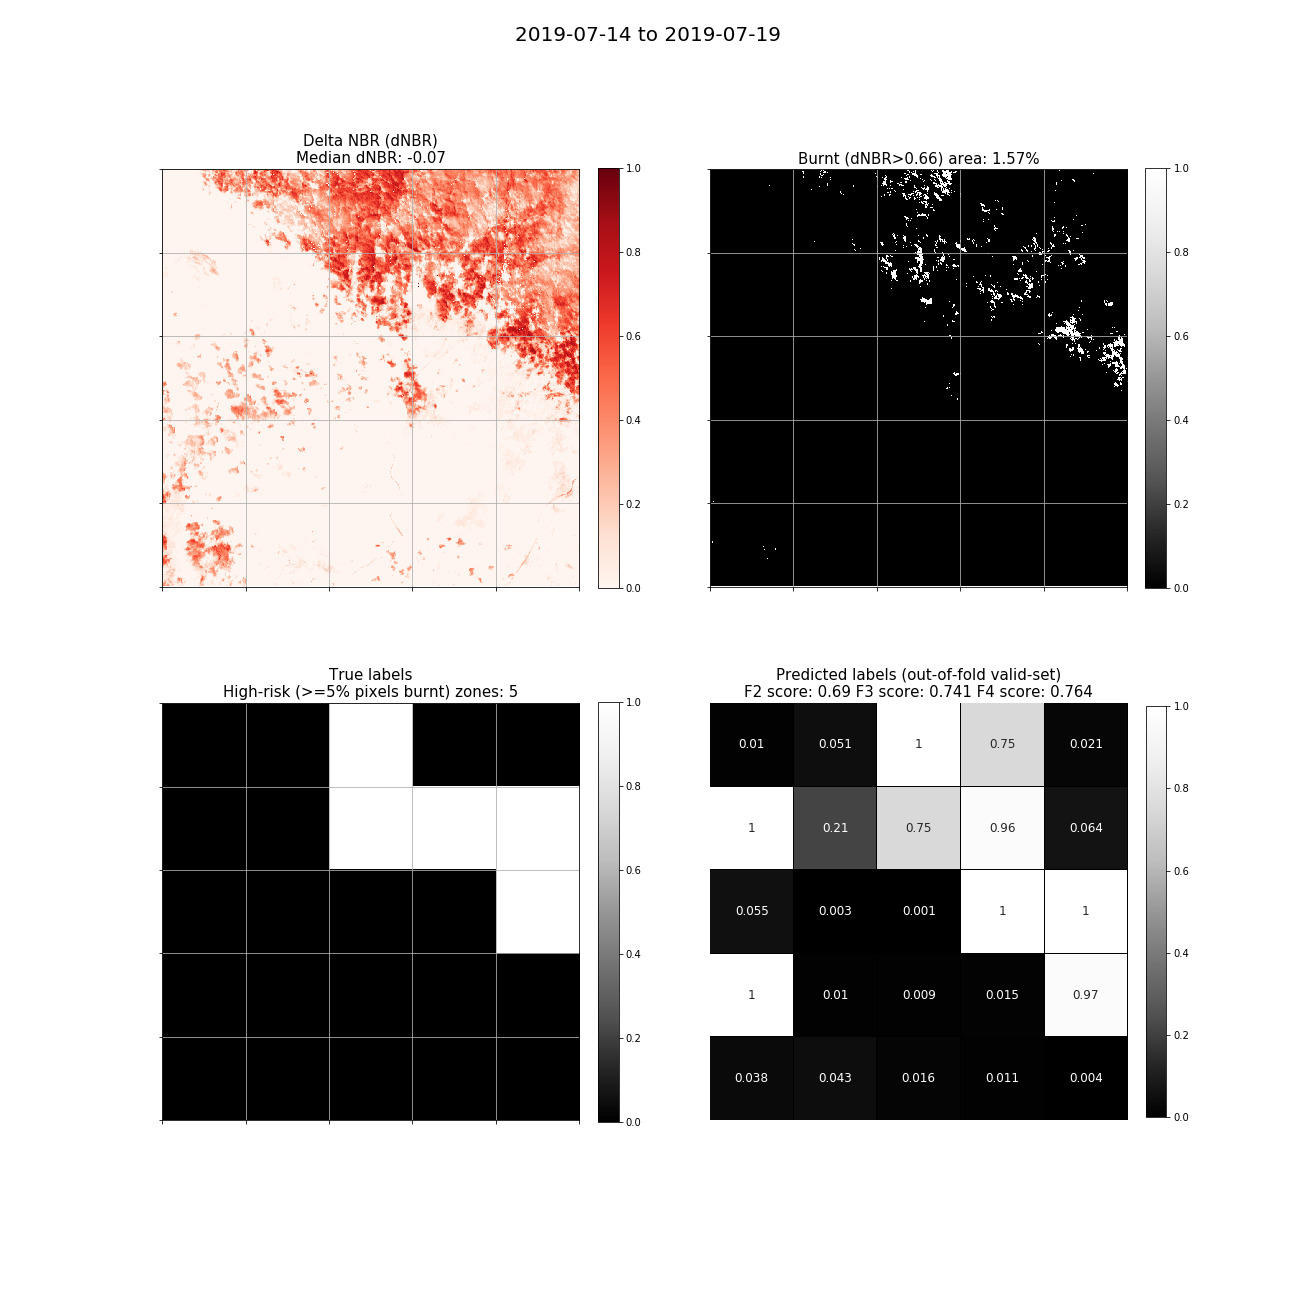 2019-07-14 to 2019-07-19
Delta NBR (dNBR)
Median dNBR: -0.07
1.0
0.8
0.6
0.4
0.2
0.0
Burnt (dNBR>0.66) area: 1.57%
1.0
0.8
0.6
0.4
0.2
0.0
True labels
High-risk (>=5% pixels burnt) zones: 5
1.0
0.8
0.6
0.4
0.2
0.0
Predicted labels (out-of-fold valid-set)
F2 score: 0.69 F3 score: 0.741 F4 score: 0.764
0.01 0.051 1 0.75 0.021
1 0.21 0.75 0.96 0.064
0.055 0.003 0.001 1 1
1 0.01 0.009 0.015 0.97
0.038 0.043 0.016 0.011 0.004
1.0
0.8
0.6
0.4
0.2
0.0